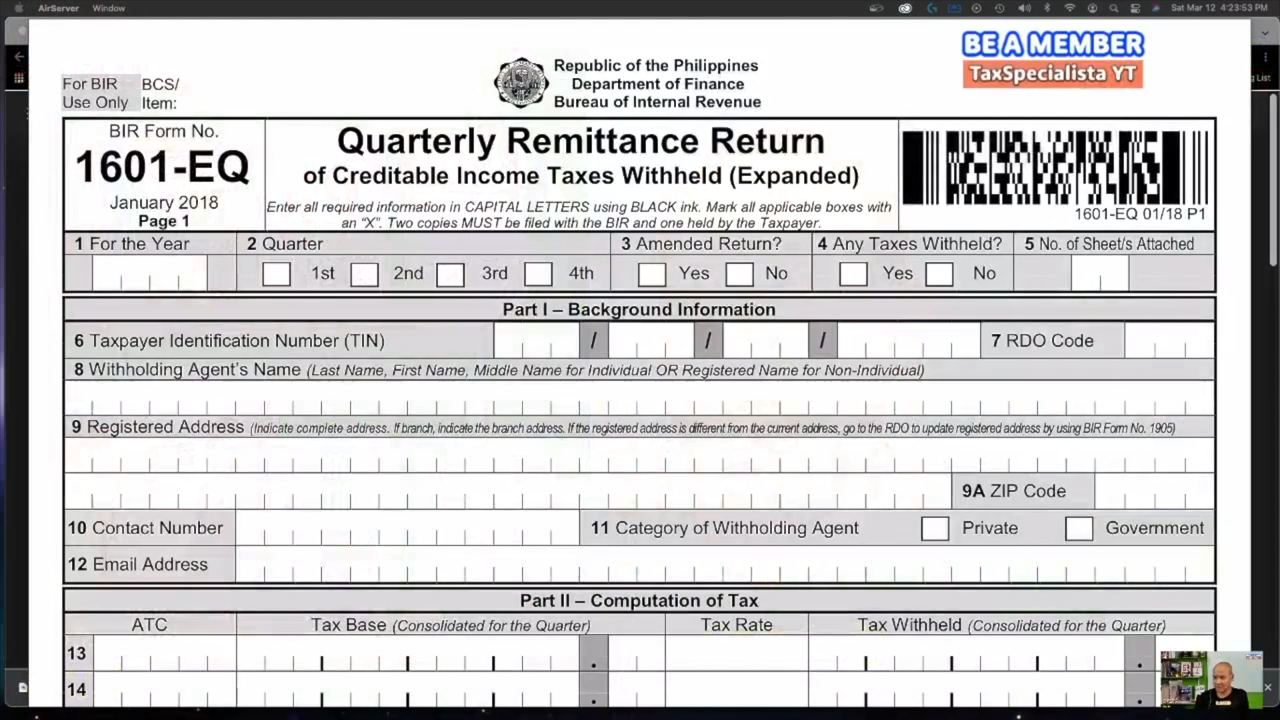 AirServer Window
Sat Mar 12 4:23:53 PM
BE A MEMBER
TaxSpecialista YT
For BIR Use Only
BCS/ Item:
Republic of the Philippines
Department of Finance
Bureau of Internal Revenue
BIR Form No.
1601-EQ
January 2018
Page 1
Quarterly Remittance Return
of Creditable Income Taxes Withheld (Expanded)
Enter all required information in CAPITAL LETTERS using BLACK ink. Mark all applicable boxes with
an “X”. Two copies MUST be filed with the BIR and one held by the Taxpayer.
1601-EQ 01/18 P1
1 For the Year
2 Quarter
1st 2nd 3rd 4th
3 Amended Return?
Yes No
4 Any Taxes Withheld?
Yes No
5 No. of Sheet/s Attached
Part I – Background Information
6 Taxpayer Identification Number (TIN) / / / 7 RDO Code
8 Withholding Agent’s Name (Last Name, First Name, Middle Name for Individual OR Registered Name for Non-Individual)
9 Registered Address (Indicate complete address. If branch, indicate the branch address. If the registered address is different from the current address, go to the RDO to update registered address by using BIR Form No. 1905)
9A ZIP Code
10 Contact Number
11 Category of Withholding Agent Private Government
12 Email Address
Part II – Computation of Tax
ATC Tax Base (Consolidated for the Quarter) Tax Rate Tax Withheld (Consolidated for the Quarter)
13 . .
14 . .